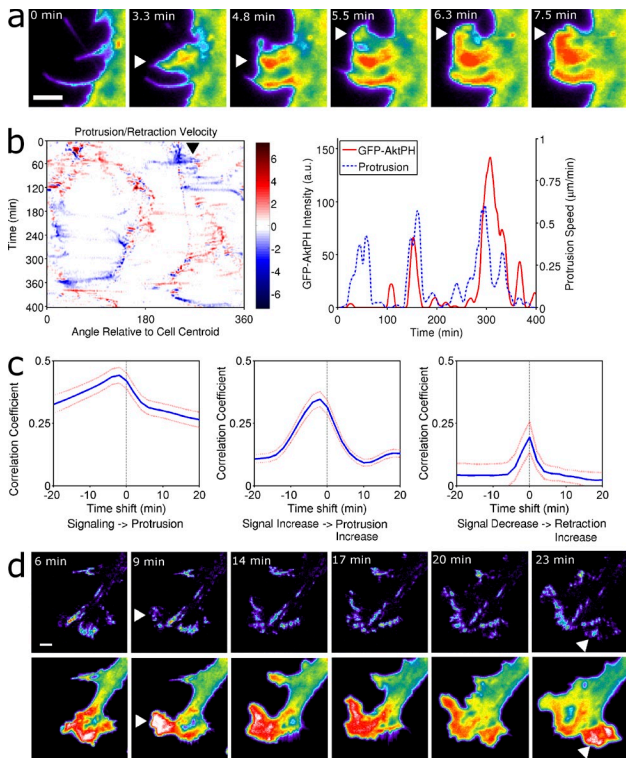 a
0 min 3.3 min 4.8 min 5.5 min 6.3 min 7.5 min
b
Protrusion/Retraction Velocity
0
60
120
180
240
300
360
400
Time (min)
0 180 360
Angle Relative to Cell Centroid
6
4
2
0
-2
-4
-6
GFP-AktPH
Protrusion
150
100
50
0
GFP-AktPH Intensity (a.u.)
1
0.75
0.5
0.25
0
Protrusion Speed (µm/min)
0 100 200 300 400
Time (min)
c
0.5
0.25
0
Correlation Coefficient
-20 -10 0 10 20
Time shift (min)
Signaling -> Protrusion
0.5
0.25
0
Correlation Coefficient
-20 -10 0 10 20
Time shift (min)
Signal Increase -> Protrusion
Increase
0.5
0.25
0
Correlation Coefficient
-20 -10 0 10 20
Time shift (min)
Signal Decrease -> Retraction
Increase
d
6 min 9 min 14 min 17 min 20 min 23 min